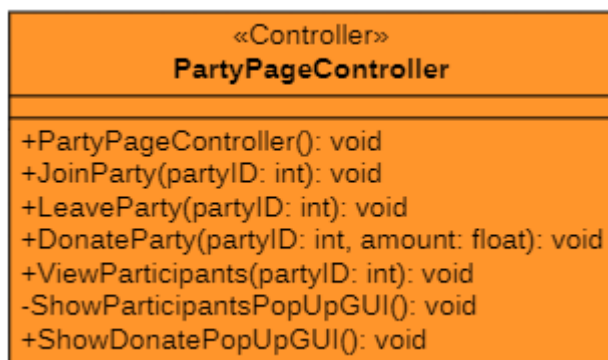 «Controller»
PartyPageController
+PartyPageController(): void
+JoinParty(partyID: int): void
+LeaveParty(partyID: int): void
+DonateParty(partyID: int, amount: float): void
+ViewParticipants(partyID: int): void
-ShowParticipantsPopUpGUI(): void
+ShowDonatePopUpGUI(): void